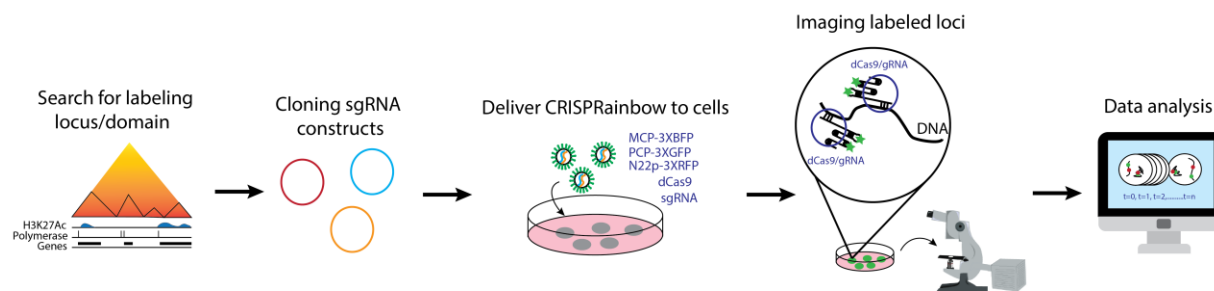 Search for labeling
locus/domain
H3K27Ac
Polymerase
Genes
Cloning sgRNA
constructs
Deliver CRISPRainbow to cells
MCP-3XBFP
PCP-3XGFP
N22p-3XRFP
dCas9
sgRNA
Imaging labeled loci
dCas9/gRNA
DNA
dCas9/gRNA
Data analysis
t=0, t=1, t=2,........t=n